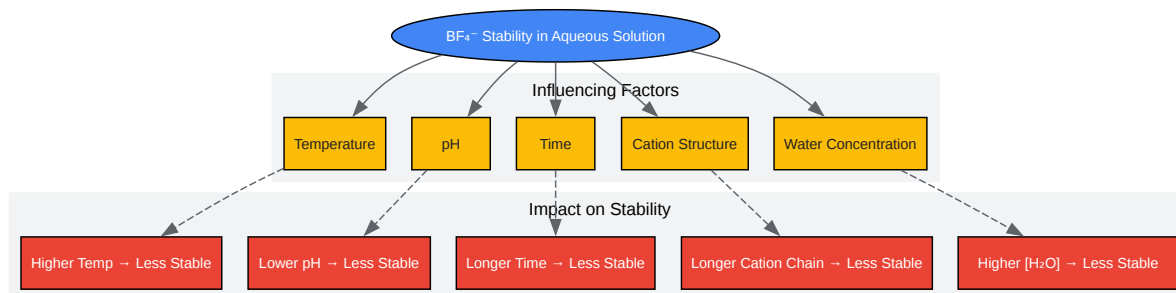 BF₄⁻ Stability in Aqueous Solution
Influencing Factors
Temperature
pH
Time
Cation Structure
Water Concentration
Impact on Stability
Higher Temp → Less Stable
Lower pH → Less Stable
Longer Time → Less Stable
Longer Cation Chain → Less Stable
Higher [H₂O] → Less Stable